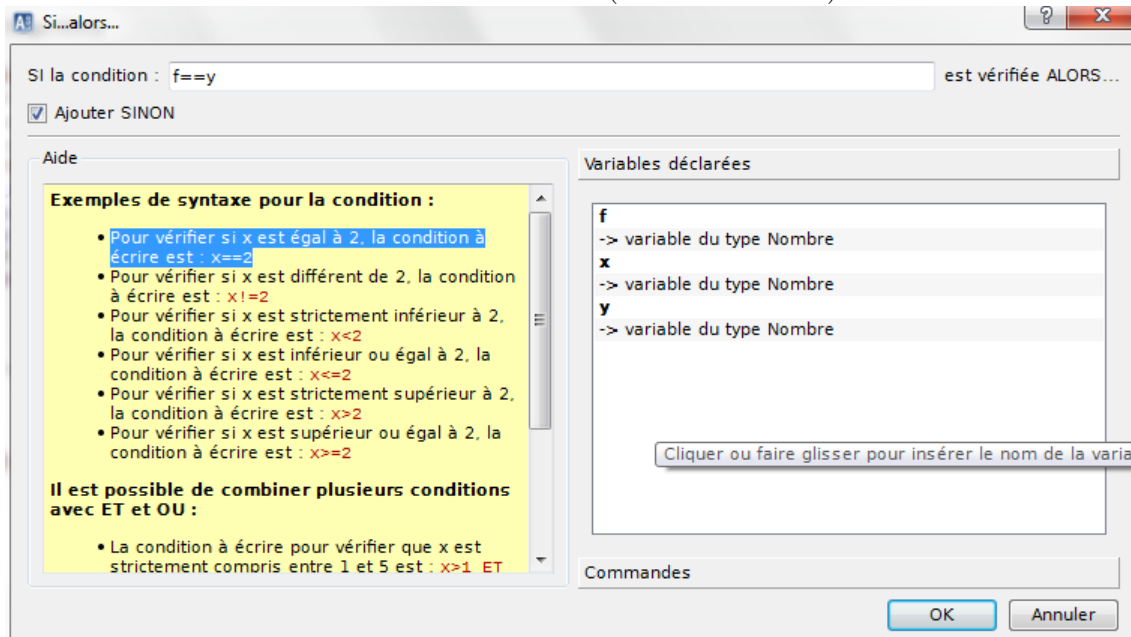 Si...alors...
SI la condition : f==y est vérifiée ALORS...
Ajouter SINON
Aide
Exemples de syntaxe pour la condition :
• Pour vérifier si x est égal à 2, la condition à
écrire est : x==2
• Pour vérifier si x est différent de 2, la condition
à écrire est : x!=2
• Pour vérifier si x est strictement inférieur à 2,
la condition à écrire est : x<2
• Pour vérifier si x est inférieur ou égal à 2, la
condition à écrire est : x<=2
• Pour vérifier si x est strictement supérieur à 2,
la condition à écrire est : x>2
• Pour vérifier si x est supérieur ou égal à 2, la
condition à écrire est : x>=2
Il est possible de combiner plusieurs conditions
avec ET et OU :
• La condition à écrire pour vérifier que x est
strictement compris entre 1 et 5 est : x>1 ET
Variables déclarées
f
-> variable du type Nombre
x
-> variable du type Nombre
y
-> variable du type Nombre
Cliquer ou faire glisser pour insérer le nom de la varia
Commandes
OK Annuler